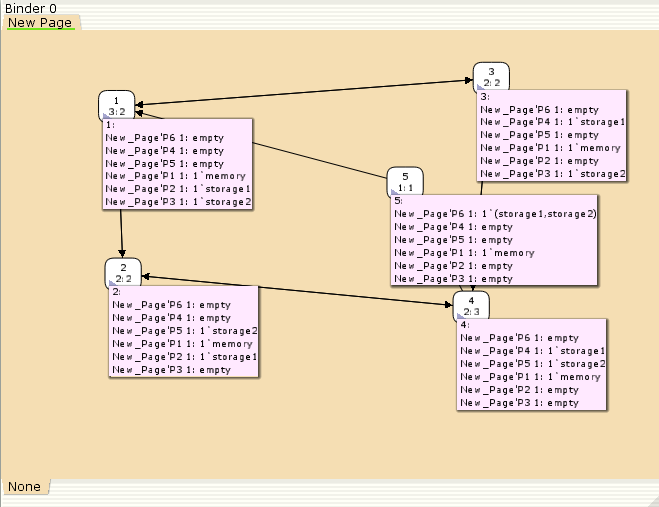 Binder 0
New Page
1
3:2
1:
New_Page'P6 1: empty
New_Page'P4 1: empty
New_Page'P5 1: empty
New_Page'P1 1: 1`memory
New_Page'P2 1: 1`storage1
New_Page'P3 1: 1`storage2
3
2:2
3:
New_Page'P6 1: empty
New_Page'P4 1: 1`storage1
New_Page'P5 1: empty
New_Page'P1 1: 1`memory
New_Page'P2 1: empty
New_Page'P3 1: 1`storage2
5
1:1
5:
New_Page'P6 1: 1`(storage1,storage2)
New_Page'P4 1: empty
New_Page'P5 1: empty
New_Page'P1 1: 1`memory
New_Page'P2 1: empty
New_Page'P3 1: empty
2
2:2
2:
New_Page'P6 1: empty
New_Page'P4 1: empty
New_Page'P5 1: 1`storage2
New_Page'P1 1: 1`memory
New_Page'P2 1: 1`storage1
New_Page'P3 1: empty
4
2:3
4:
New_Page'P6 1: empty
New_Page'P4 1: 1`storage1
New_Page'P5 1: 1`storage2
New_Page'P1 1: 1`memory
New_Page'P2 1: empty
New_Page'P3 1: empty
None